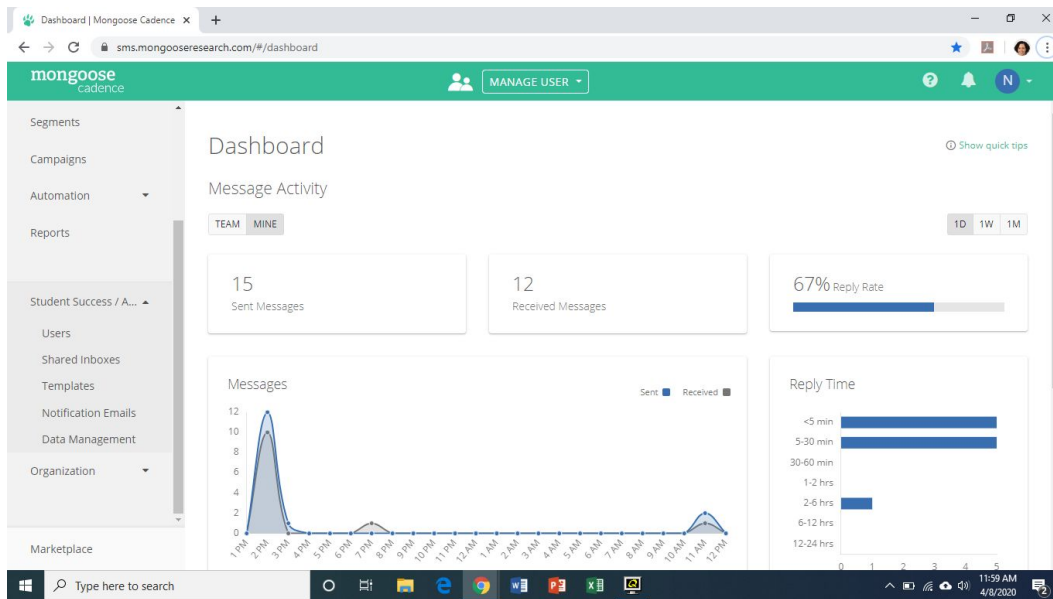 Dashboard | Mongoose Cadence
sms.mongooseresearch.com/#/dashboard
mongoose
cadence
MANAGE USER
N
Segments
Campaigns
Automation
Reports
Student Success / A...
Users
Shared Inboxes
Templates
Notification Emails
Data Management
Organization
Marketplace
Dashboard
Show quick tips
Message Activity
TEAM MINE
1D 1W 1M
15
Sent Messages
12
Received Messages
67% Reply Rate
Messages
Sent Received
12
10
8
6
4
2
0
1 PM 2 PM 3 PM 4 PM 5 PM 6 PM 7 PM 8 PM 9 PM 10 PM 11 PM 12 AM 1 AM 2 AM 3 AM 4 AM 5 AM 6 AM 7 AM 8 AM 9 AM 10 AM 11 AM 12 PM
Reply Time
<5 min
5-30 min
30-60 min
1-2 hrs
2-6 hrs
6-12 hrs
12-24 hrs
0 1 2 3 4 5
Type here to search
11:59 AM
4/8/2020